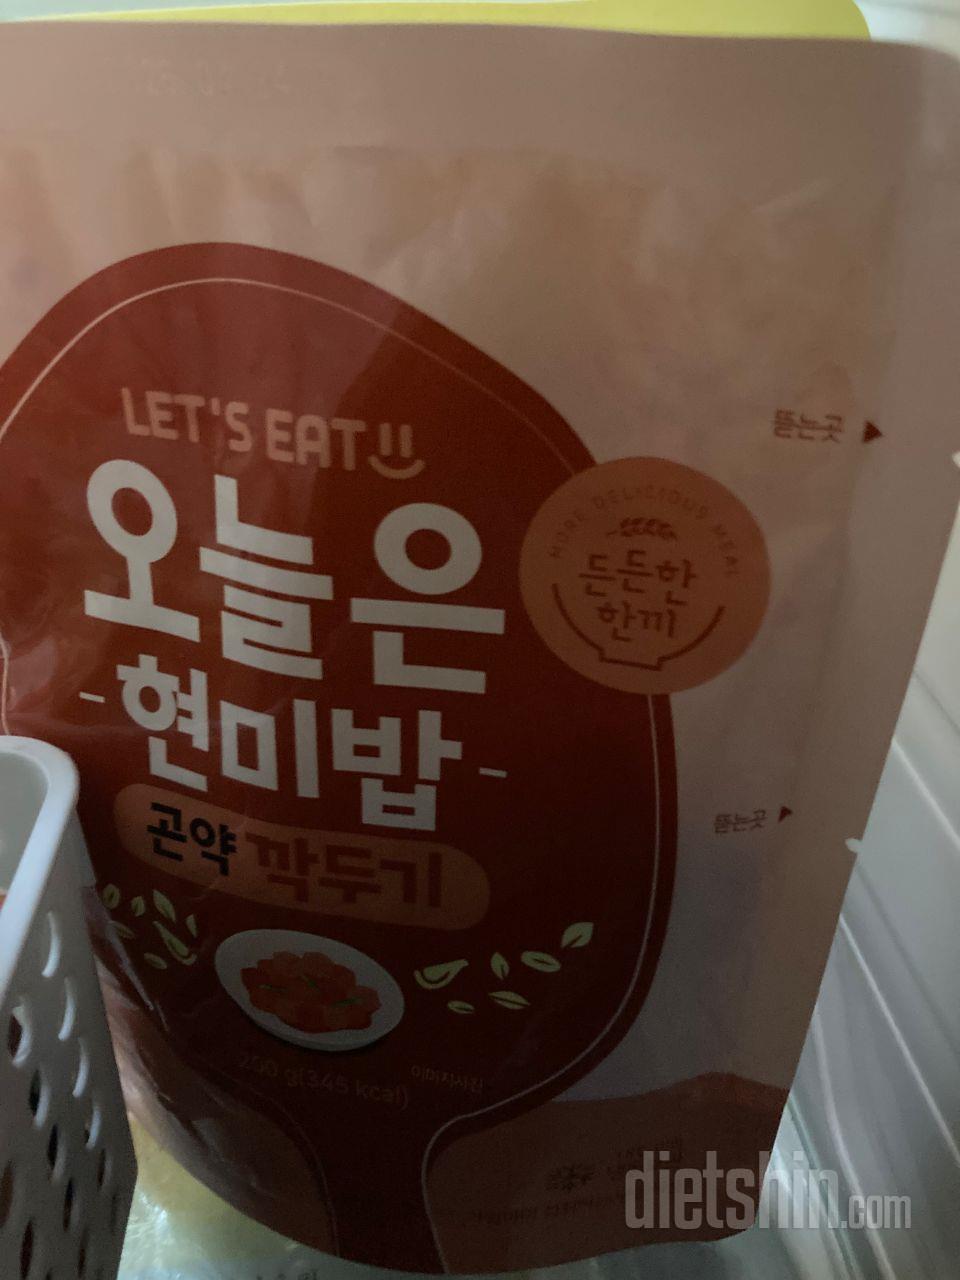 LET'S EAT
오늘은
-현미밥-
곤약 깍두기
MORE DELICIOUS MEAL
든든한
한끼
뜯는곳 ▶
뜯는곳 ▶
이미지사진
(345 kcal)
dietshin.com